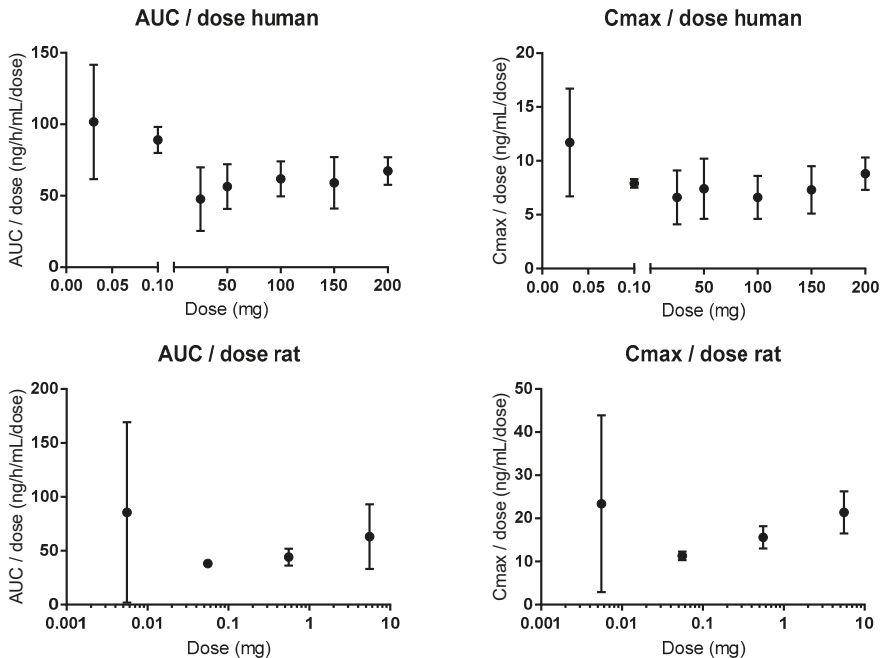 AUC / dose human
AUC / dose (ng/h/mL/dose)
150
100
50
0
0.00 0.05 0.10 50 100 150 200
Dose (mg)
Cmax / dose human
Cmax / dose (ng/mL/dose)
20
15
10
5
0
0.00 0.05 0.10 50 100 150 200
Dose (mg)
AUC / dose rat
AUC / dose (ng/h/mL/dose)
200
150
100
50
0
0.001 0.01 0.1 1 10
Dose (mg)
Cmax / dose rat
Cmax / dose (ng/mL/dose)
50
40
30
20
10
0
0.001 0.01 0.1 1 10
Dose (mg)